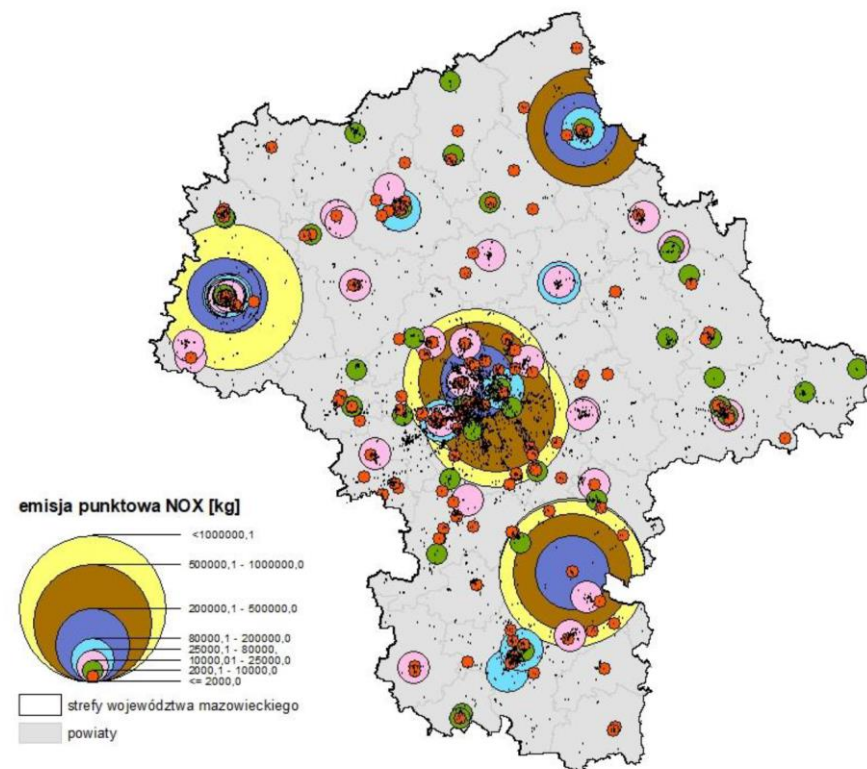 emisja punktowa NOX [kg]
<1000000,1
500000,1 - 1000000,0
200000,1 - 500000,0
80000,1 - 200000,0
25000,1 - 80000,
10000,01 - 25000,0
2000,1 - 10000,0
<= 2000,0
strefy województwa mazowieckiego
powiaty